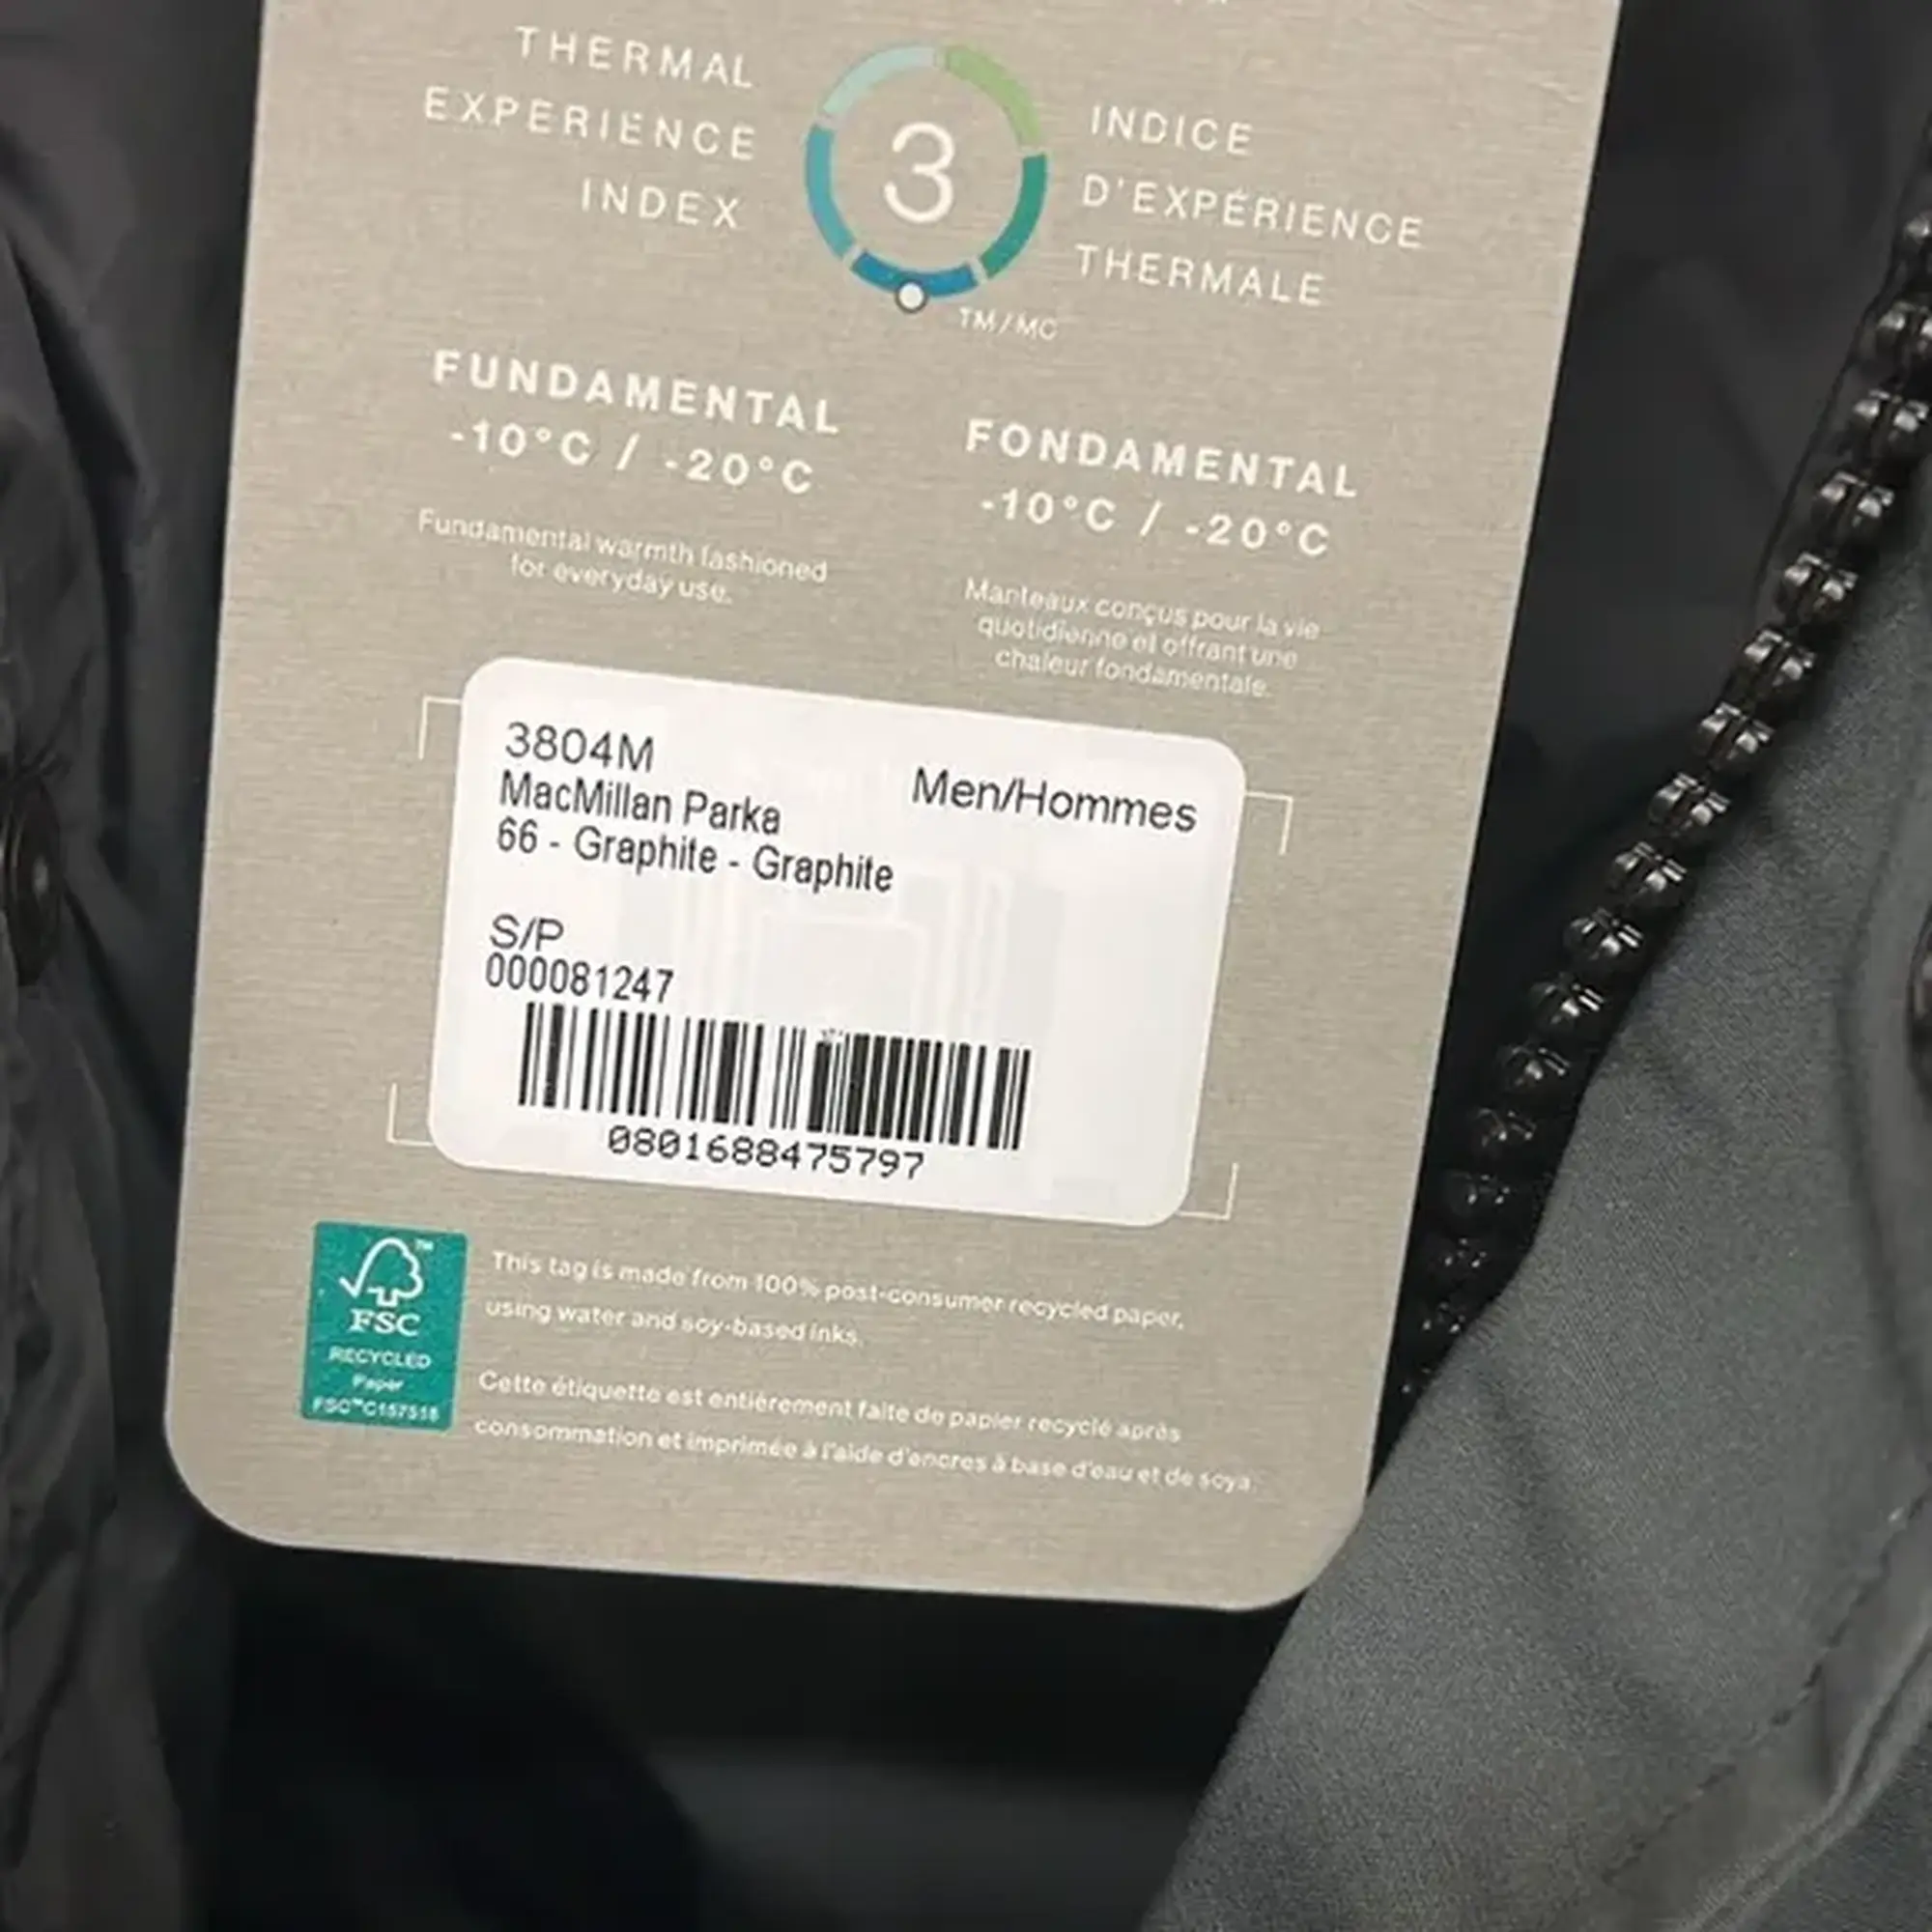 THERMAL
EXPERIENCE
INDEX
3
INDICE
D'EXPÉRIENCE
THERMALE
TM/MC
FUNDAMENTAL
-10°C / -20°C
Fundamental warmth fashioned
for everyday use.
FONDAMENTAL
-10°C / -20°C
Manteaux conçus pour la vie
quotidienne et offrant une
chaleur fondamentale.
3804M
Men/Hommes
MacMillan Parka
66 - Graphite - Graphite
S/P
000081247
0801688475797
TM
FSC
RECYCLED
Paper
FSC™C157518
This tag is made from 100% post-consumer recycled paper,
using water and soy-based inks.
Cette étiquette est entièrement faite de papier recyclé après
consommation et imprimée à l'aide d'encres à base d'eau et de soya.